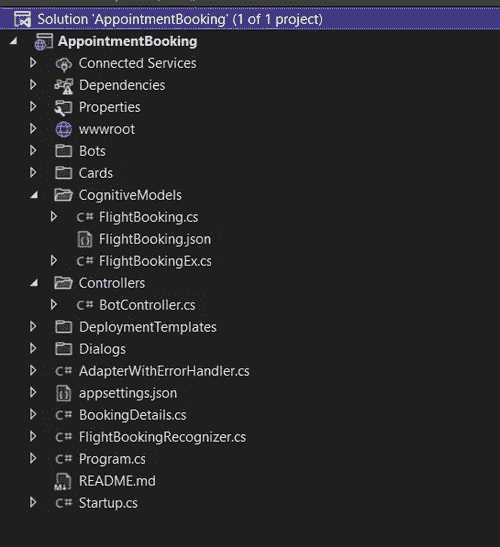 Solution 'AppointmentBooking' (1 of 1 project)
AppointmentBooking
Connected Services
Dependencies
Properties
wwwroot
Bots
Cards
CognitiveModels
C# FlightBooking.cs
FlightBooking.json
C# FlightBookingEx.cs
Controllers
C# BotController.cs
DeploymentTemplates
Dialogs
C# AdapterWithErrorHandler.cs
appsettings.json
C# BookingDetails.cs
C# FlightBookingRecognizer.cs
C# Program.cs
README.md
C# Startup.cs